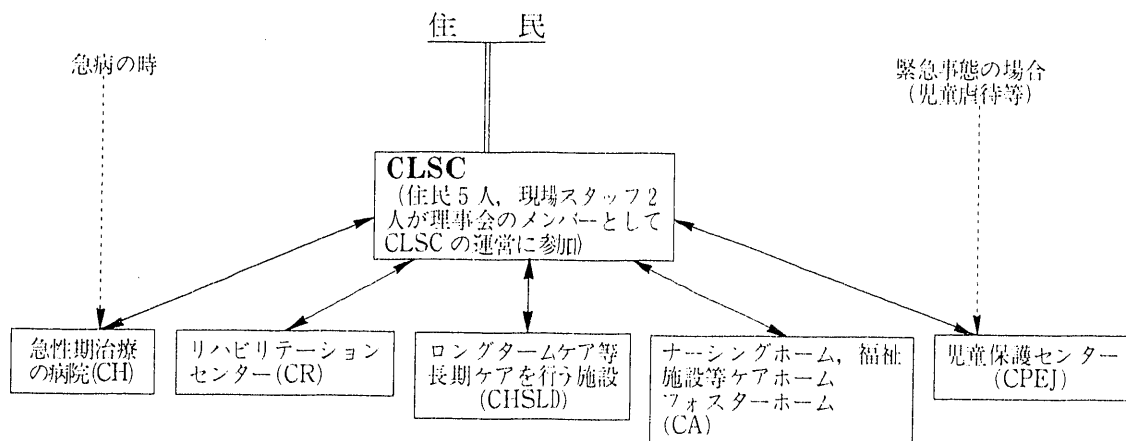 住　民
急病の時
緊急事態の場合
(児童虐待等)
CLSC
(住民5人，現場スタッフ2
人が理事会のメンバーとして
CLSCの運営に参加)
急性期治療
の病院(CH)
リハビリテーション
センター(CR)
ロングタームケア等
長期ケアを行う施設
(CHSLD)
ナーシングホーム，福祉
施設等ケアホーム
フォスターホーム
(CA)
児童保護センター
(CPEJ)